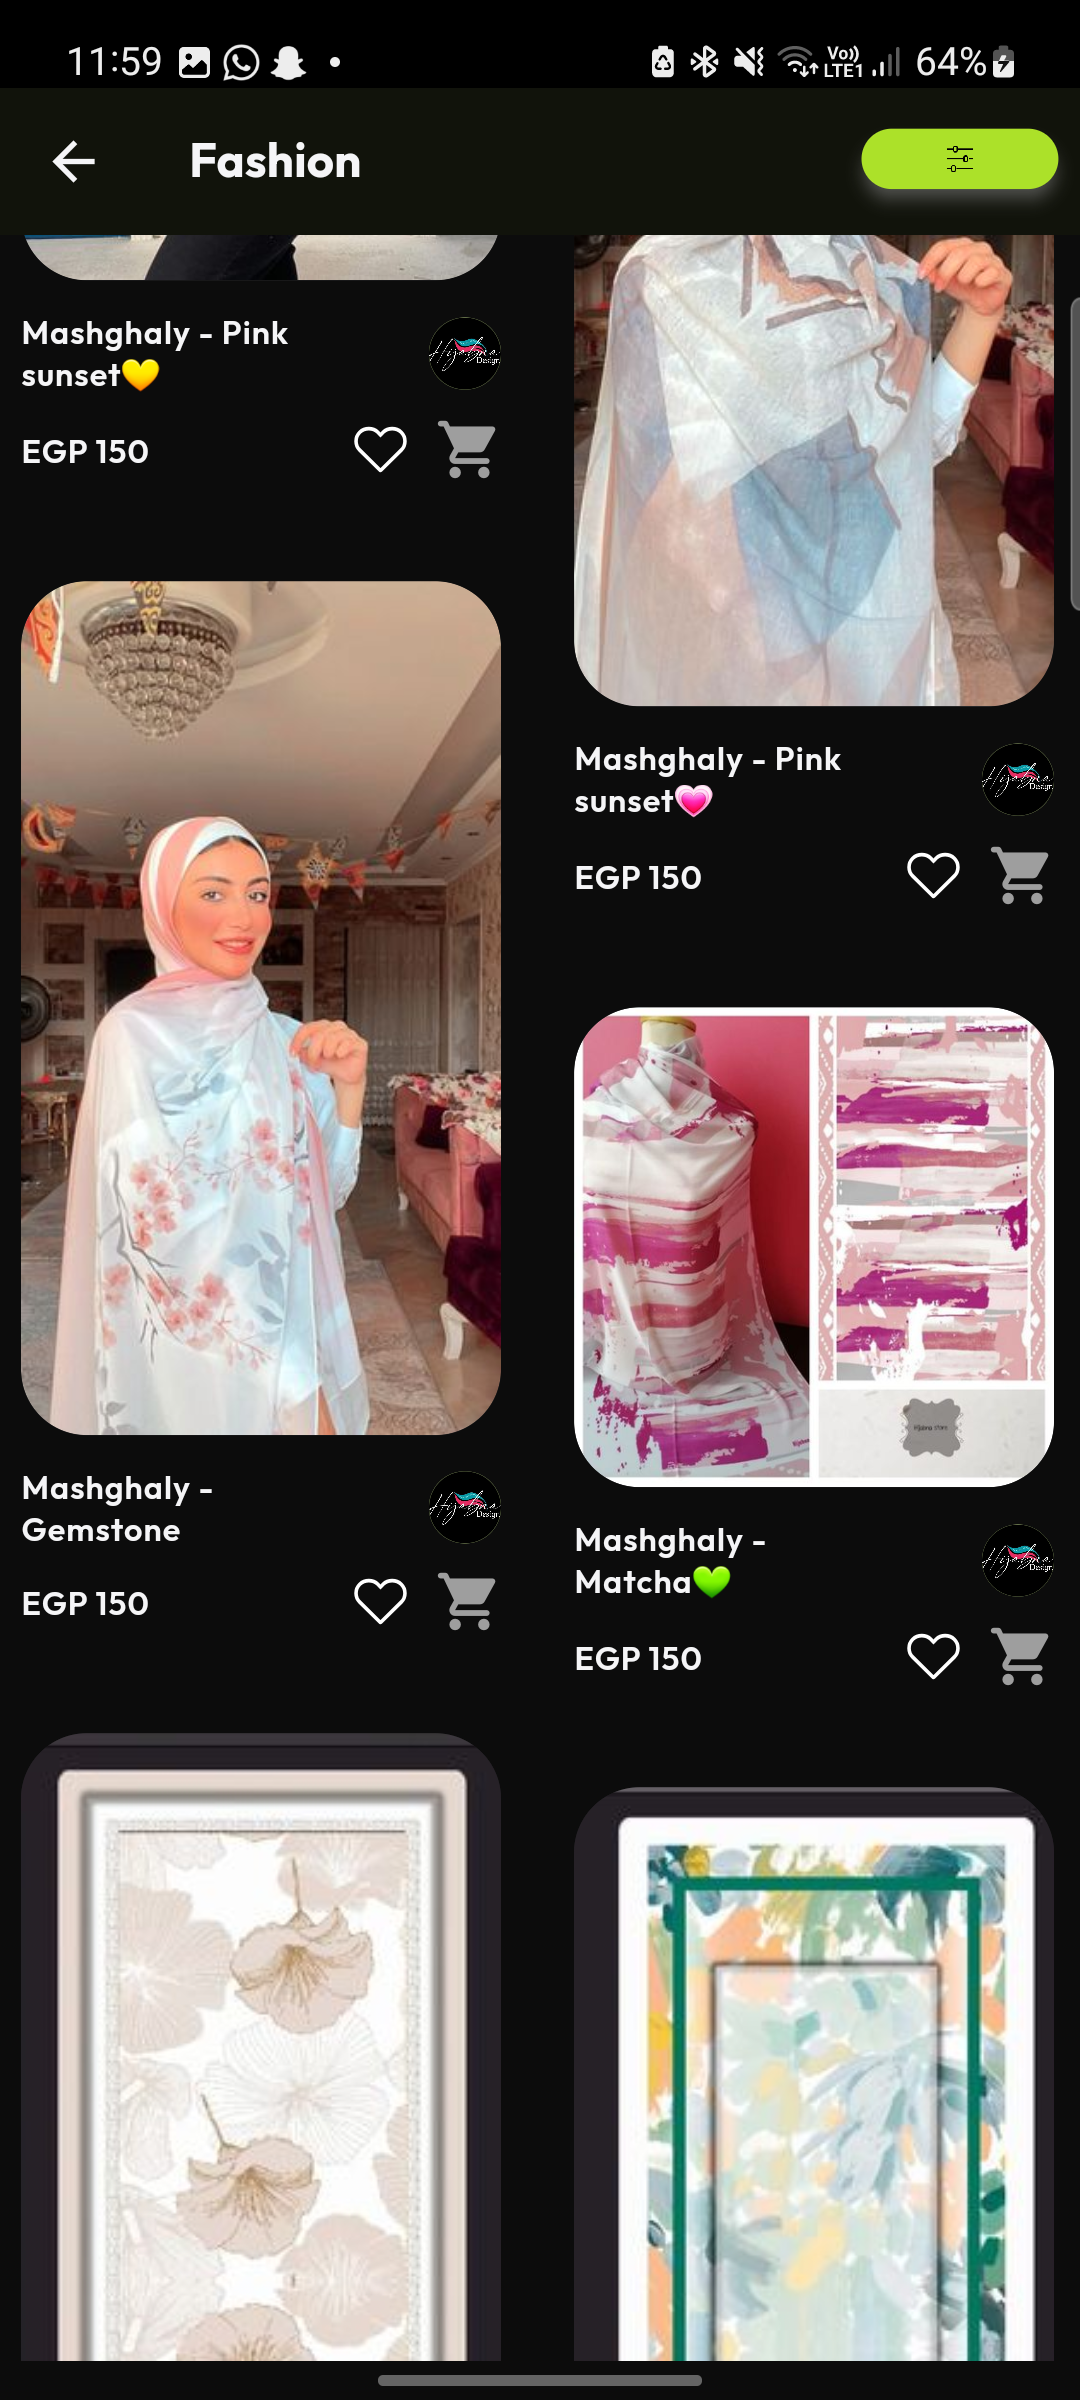 11:59
Vo))
LTE1
64%
Fashion
Mashghaly - Pink
sunset💛
EGP 150
Mashghaly - Pink
sunset💗
EGP 150
Mashghaly -
Gemstone
EGP 150
Mashghaly -
Matcha💚
EGP 150